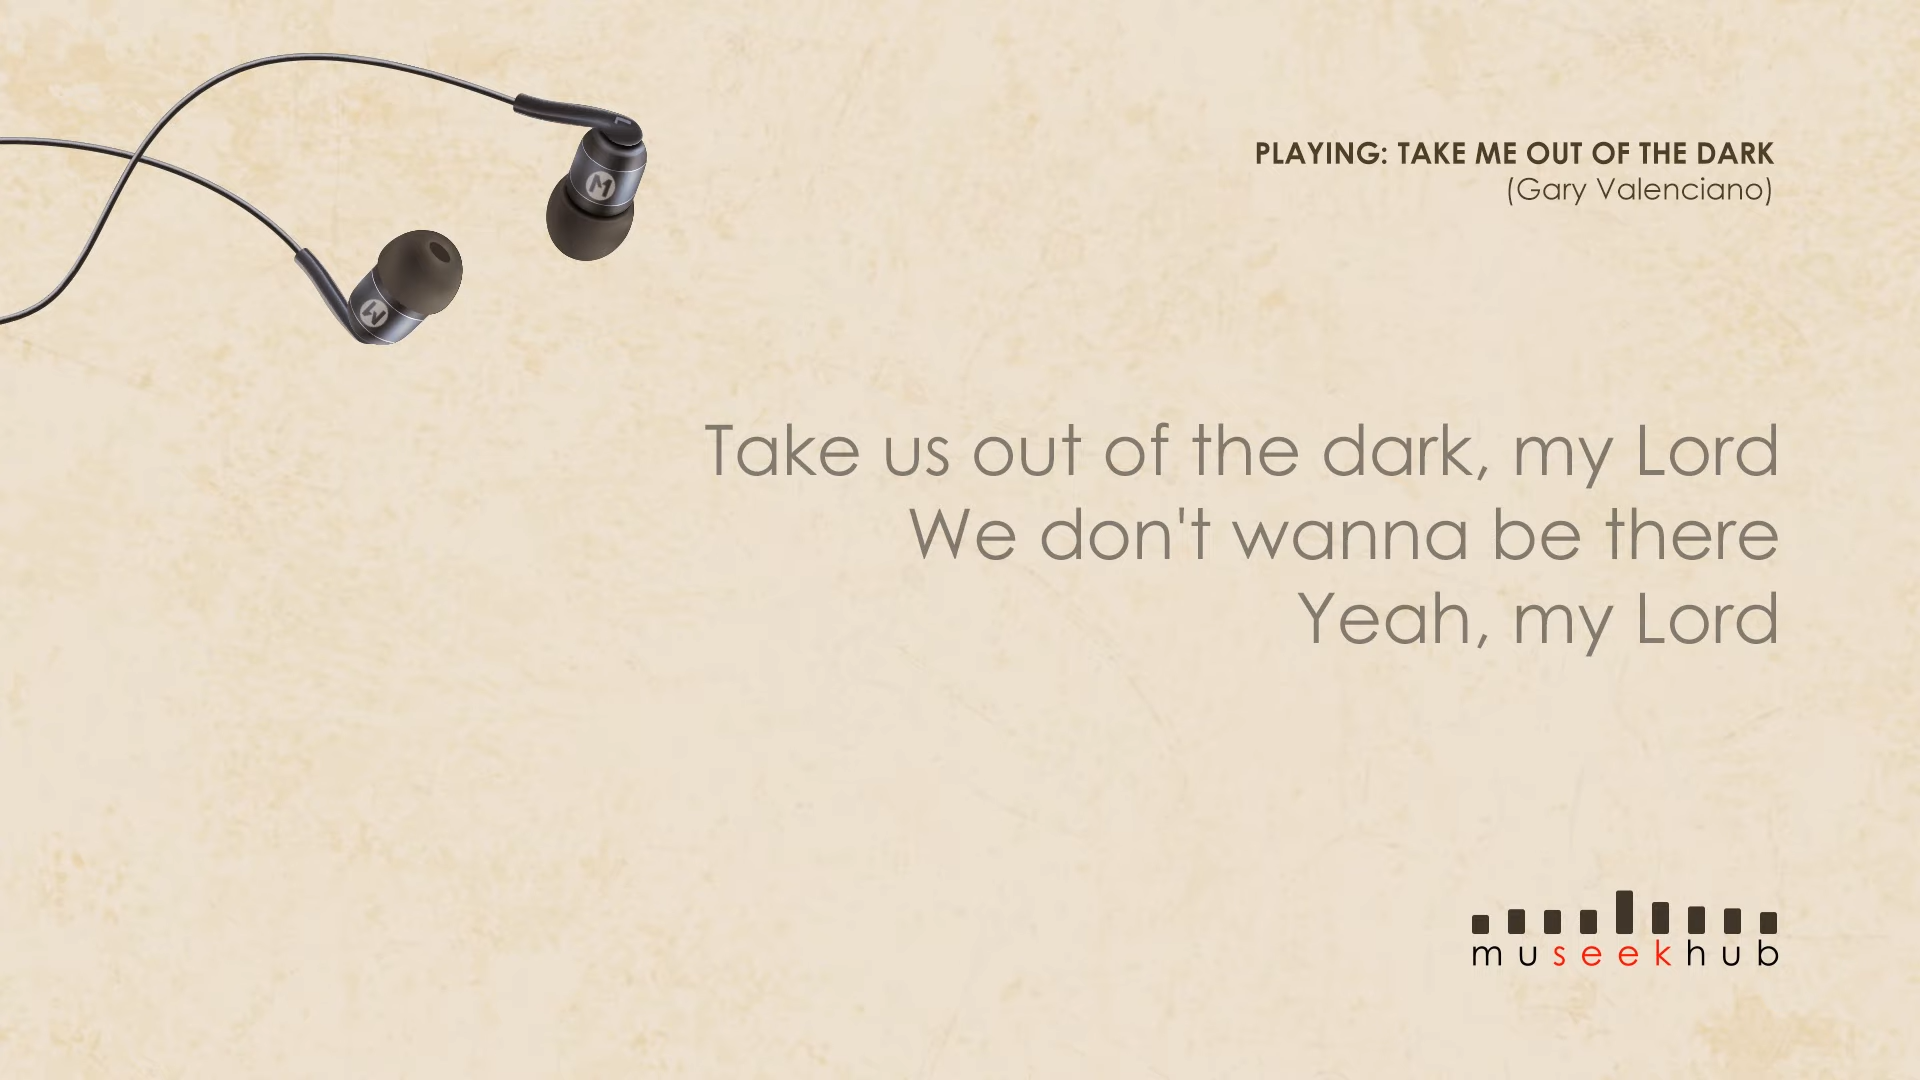 PLAYING: TAKE ME OUT OF THE DARK
(Gary Valenciano)
Take us out of the dark, my Lord
We don't wanna be there
Yeah, my Lord
museekhub